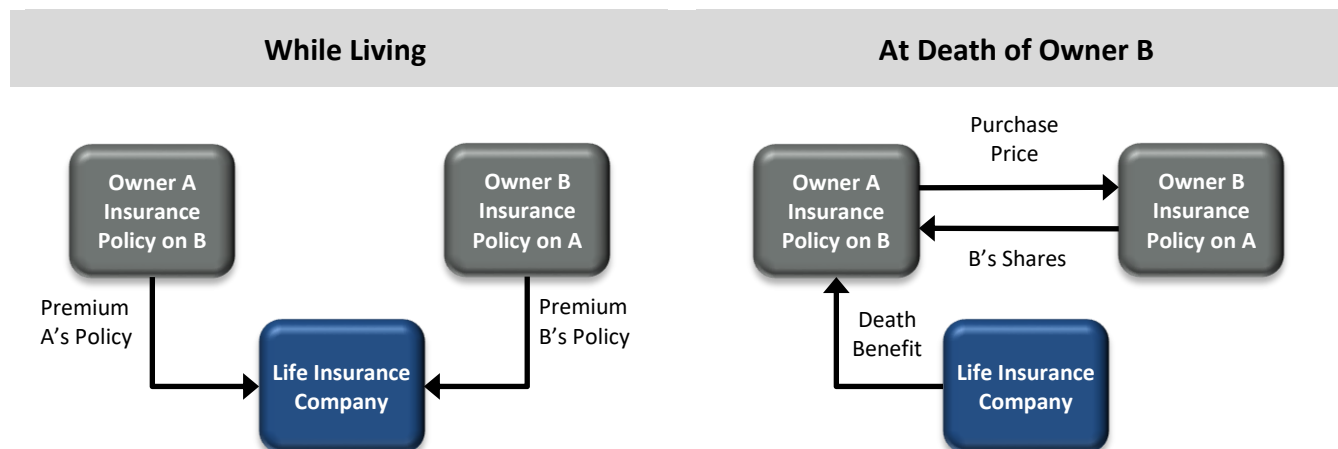 While Living
At Death of Owner B
Owner A
Insurance
Policy on B
Owner B
Insurance
Policy on A
Premium
A’s Policy
Premium
B’s Policy
Life Insurance
Company
Purchase
Price
Owner A
Insurance
Policy on B
Owner B
Insurance
Policy on A
B’s Shares
Death
Benefit
Life Insurance
Company